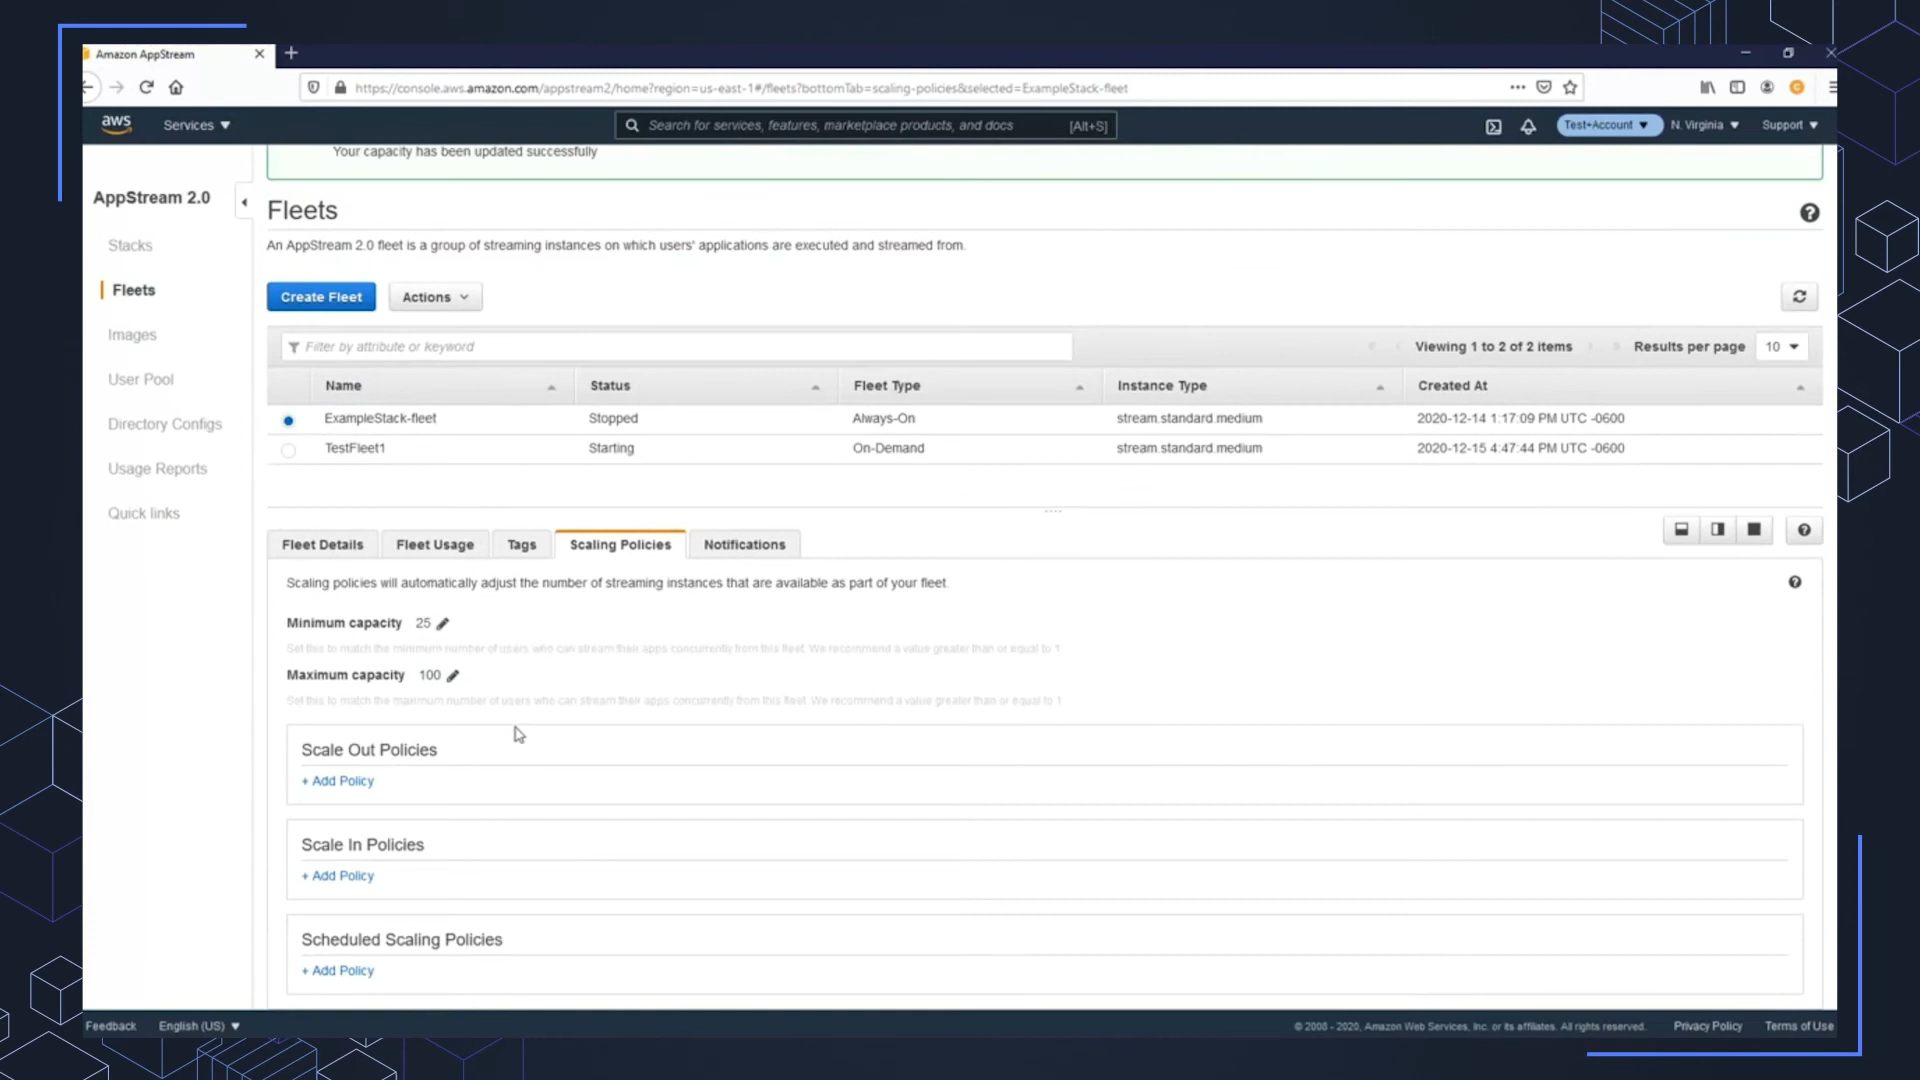 Amazon AppStream
https://console.aws.amazon.com/appstream2/home?region=us-east-1#/fleets?bottomTab=scaling-policies&selected=ExampleStack-fleet
aws Services Search for services, features, marketplace products, and docs [Alt+S] Test+Account N. Virginia Support
Your capacity has been updated successfully
AppStream 2.0
Stacks
Fleets
Images
User Pool
Directory Configs
Usage Reports
Quick links
Fleets
An AppStream 2.0 fleet is a group of streaming instances on which users' applications are executed and streamed from.
Create Fleet Actions
Filter by attribute or keyword Viewing 1 to 2 of 2 items Results per page 10
Name Status Fleet Type Instance Type Created At
ExampleStack-fleet Stopped Always-On stream.standard.medium 2020-12-14 1:17:09 PM UTC -0600
TestFleet1 Starting On-Demand stream.standard.medium 2020-12-15 4:47:44 PM UTC -0600
Fleet Details Fleet Usage Tags Scaling Policies Notifications
Scaling policies will automatically adjust the number of streaming instances that are available as part of your fleet.
Minimum capacity 25
Set this to match the minimum number of users who can stream their apps concurrently from this fleet. We recommend a value greater than or equal to 1
Maximum capacity 100
Set this to match the maximum number of users who can stream their apps concurrently from this fleet. We recommend a value greater than or equal to 1
Scale Out Policies
+ Add Policy
Scale In Policies
+ Add Policy
Scheduled Scaling Policies
+ Add Policy
Feedback English (US) © 2008 - 2020, Amazon Web Services, Inc. or its affiliates. All rights reserved. Privacy Policy Terms of Use